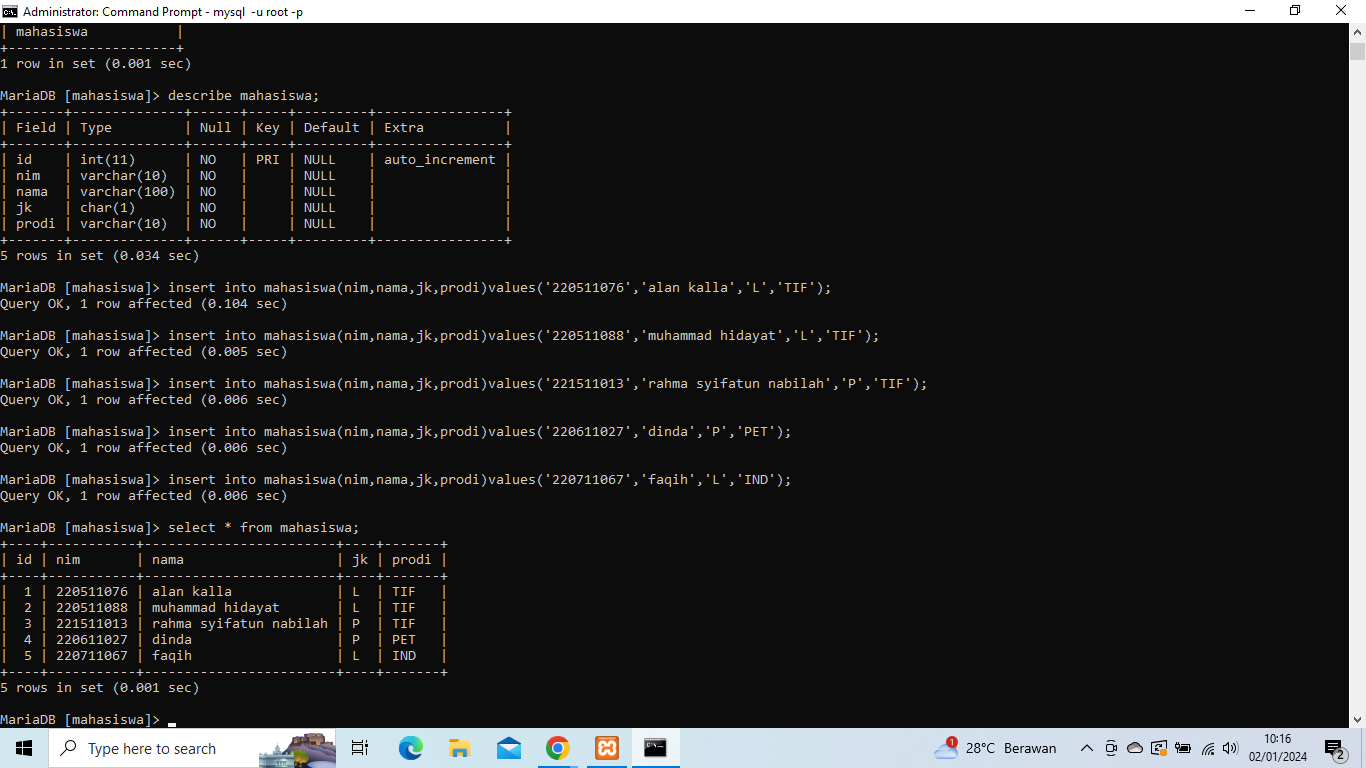 Administrator: Command Prompt - mysql  -u root -p
| mahasiswa           |
+---------------------+
1 row in set (0.001 sec)

MariaDB [mahasiswa]> describe mahasiswa;
+-------+--------------+------+-----+---------+----------------+
| Field | Type         | Null | Key | Default | Extra          |
+-------+--------------+------+-----+---------+----------------+
| id    | int(11)      | NO   | PRI | NULL    | auto_increment |
| nim   | varchar(10)  | NO   |     | NULL    |                |
| nama  | varchar(100) | NO   |     | NULL    |                |
| jk    | char(1)      | NO   |     | NULL    |                |
| prodi | varchar(10)  | NO   |     | NULL    |                |
+-------+--------------+------+-----+---------+----------------+
5 rows in set (0.034 sec)

MariaDB [mahasiswa]> insert into mahasiswa(nim,nama,jk,prodi)values('220511076','alan kalla','L','TIF');
Query OK, 1 row affected (0.104 sec)

MariaDB [mahasiswa]> insert into mahasiswa(nim,nama,jk,prodi)values('220511088','muhammad hidayat','L','TIF');
Query OK, 1 row affected (0.005 sec)

MariaDB [mahasiswa]> insert into mahasiswa(nim,nama,jk,prodi)values('221511013','rahma syifatun nabilah','P','TIF');
Query OK, 1 row affected (0.006 sec)

MariaDB [mahasiswa]> insert into mahasiswa(nim,nama,jk,prodi)values('220611027','dinda','P','PET');
Query OK, 1 row affected (0.006 sec)

MariaDB [mahasiswa]> insert into mahasiswa(nim,nama,jk,prodi)values('220711067','faqih','L','IND');
Query OK, 1 row affected (0.006 sec)

MariaDB [mahasiswa]> select * from mahasiswa;
+----+-----------+------------------------+----+-------+
| id | nim       | nama                   | jk | prodi |
+----+-----------+------------------------+----+-------+
|  1 | 220511076 | alan kalla             | L  | TIF   |
|  2 | 220511088 | muhammad hidayat       | L  | TIF   |
|  3 | 221511013 | rahma syifatun nabilah | P  | TIF   |
|  4 | 220611027 | dinda                  | P  | PET   |
|  5 | 220711067 | faqih                  | L  | IND   |
+----+-----------+------------------------+----+-------+
5 rows in set (0.001 sec)

MariaDB [mahasiswa]> _
Type here to search
1
28°C Berawan
10:16
02/01/2024
2